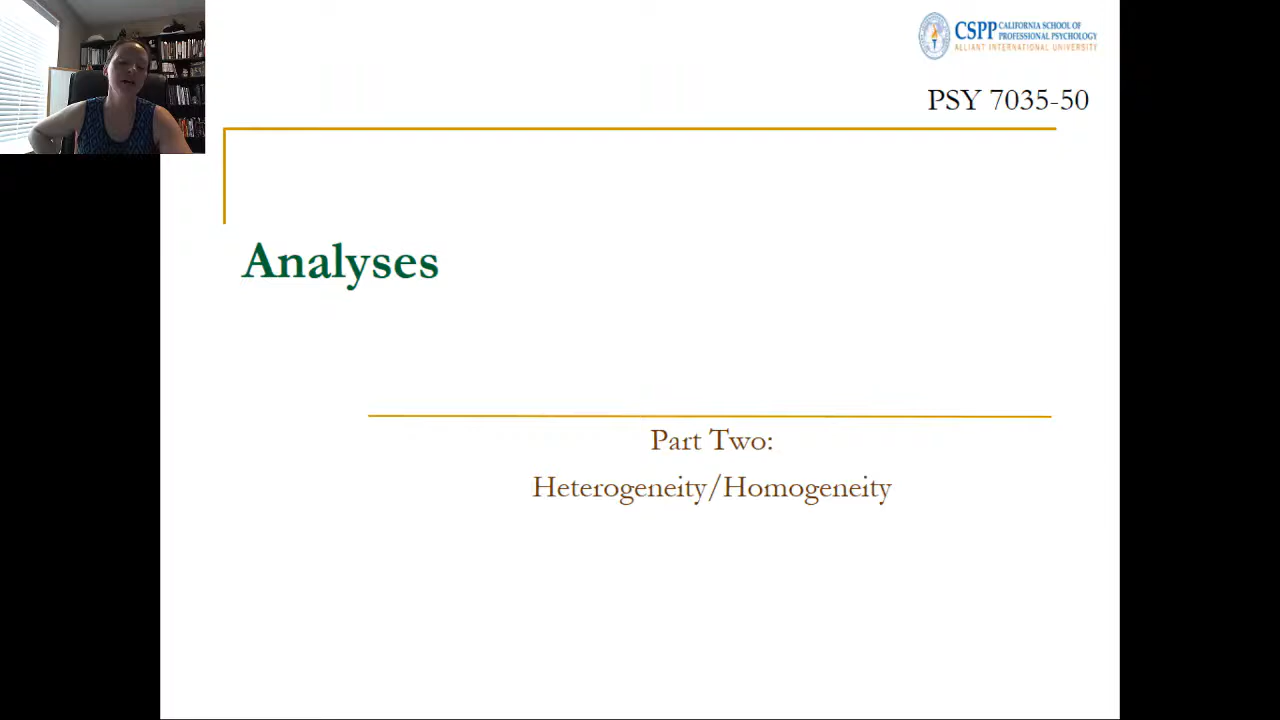 CSPP CALIFORNIA SCHOOL OF
PROFESSIONAL PSYCHOLOGY
ALLIANT INTERNATIONAL UNIVERSITY
PSY 7035-50
Analyses
Part Two:
Heterogeneity/Homogeneity